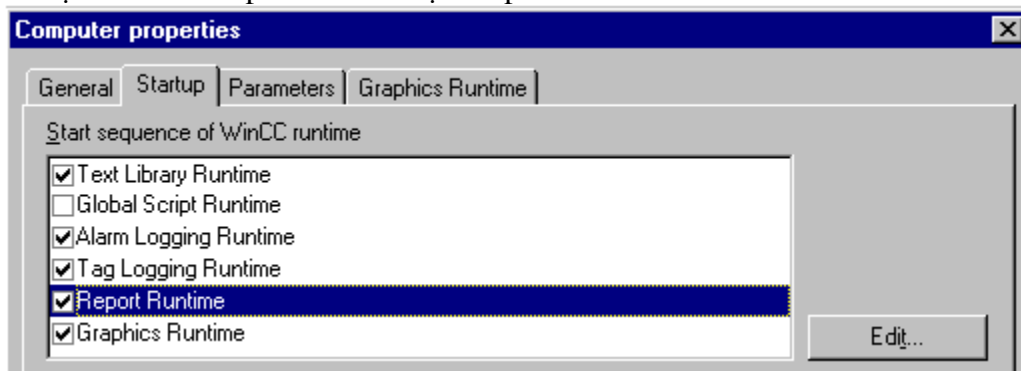 Computer properties
General Startup Parameters Graphics Runtime
Start sequence of WinCC runtime
Text Library Runtime
Global Script Runtime
Alarm Logging Runtime
Tag Logging Runtime
Report Runtime
Graphics Runtime
Edit...